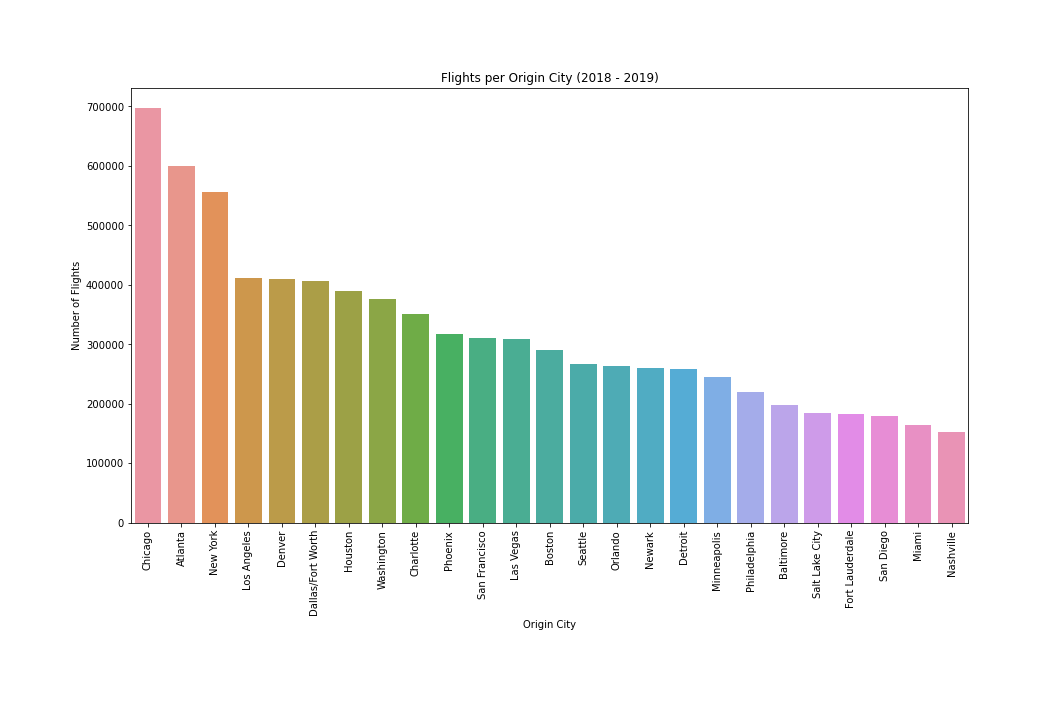 Flights per Origin City (2018 - 2019)
Number of Flights
700000
600000
500000
400000
300000
200000
100000
0
Chicago
Atlanta
New York
Los Angeles
Denver
Dallas/Fort Worth
Houston
Washington
Charlotte
Phoenix
San Francisco
Las Vegas
Boston
Seattle
Orlando
Newark
Detroit
Minneapolis
Philadelphia
Baltimore
Salt Lake City
Fort Lauderdale
San Diego
Miami
Nashville
Origin City